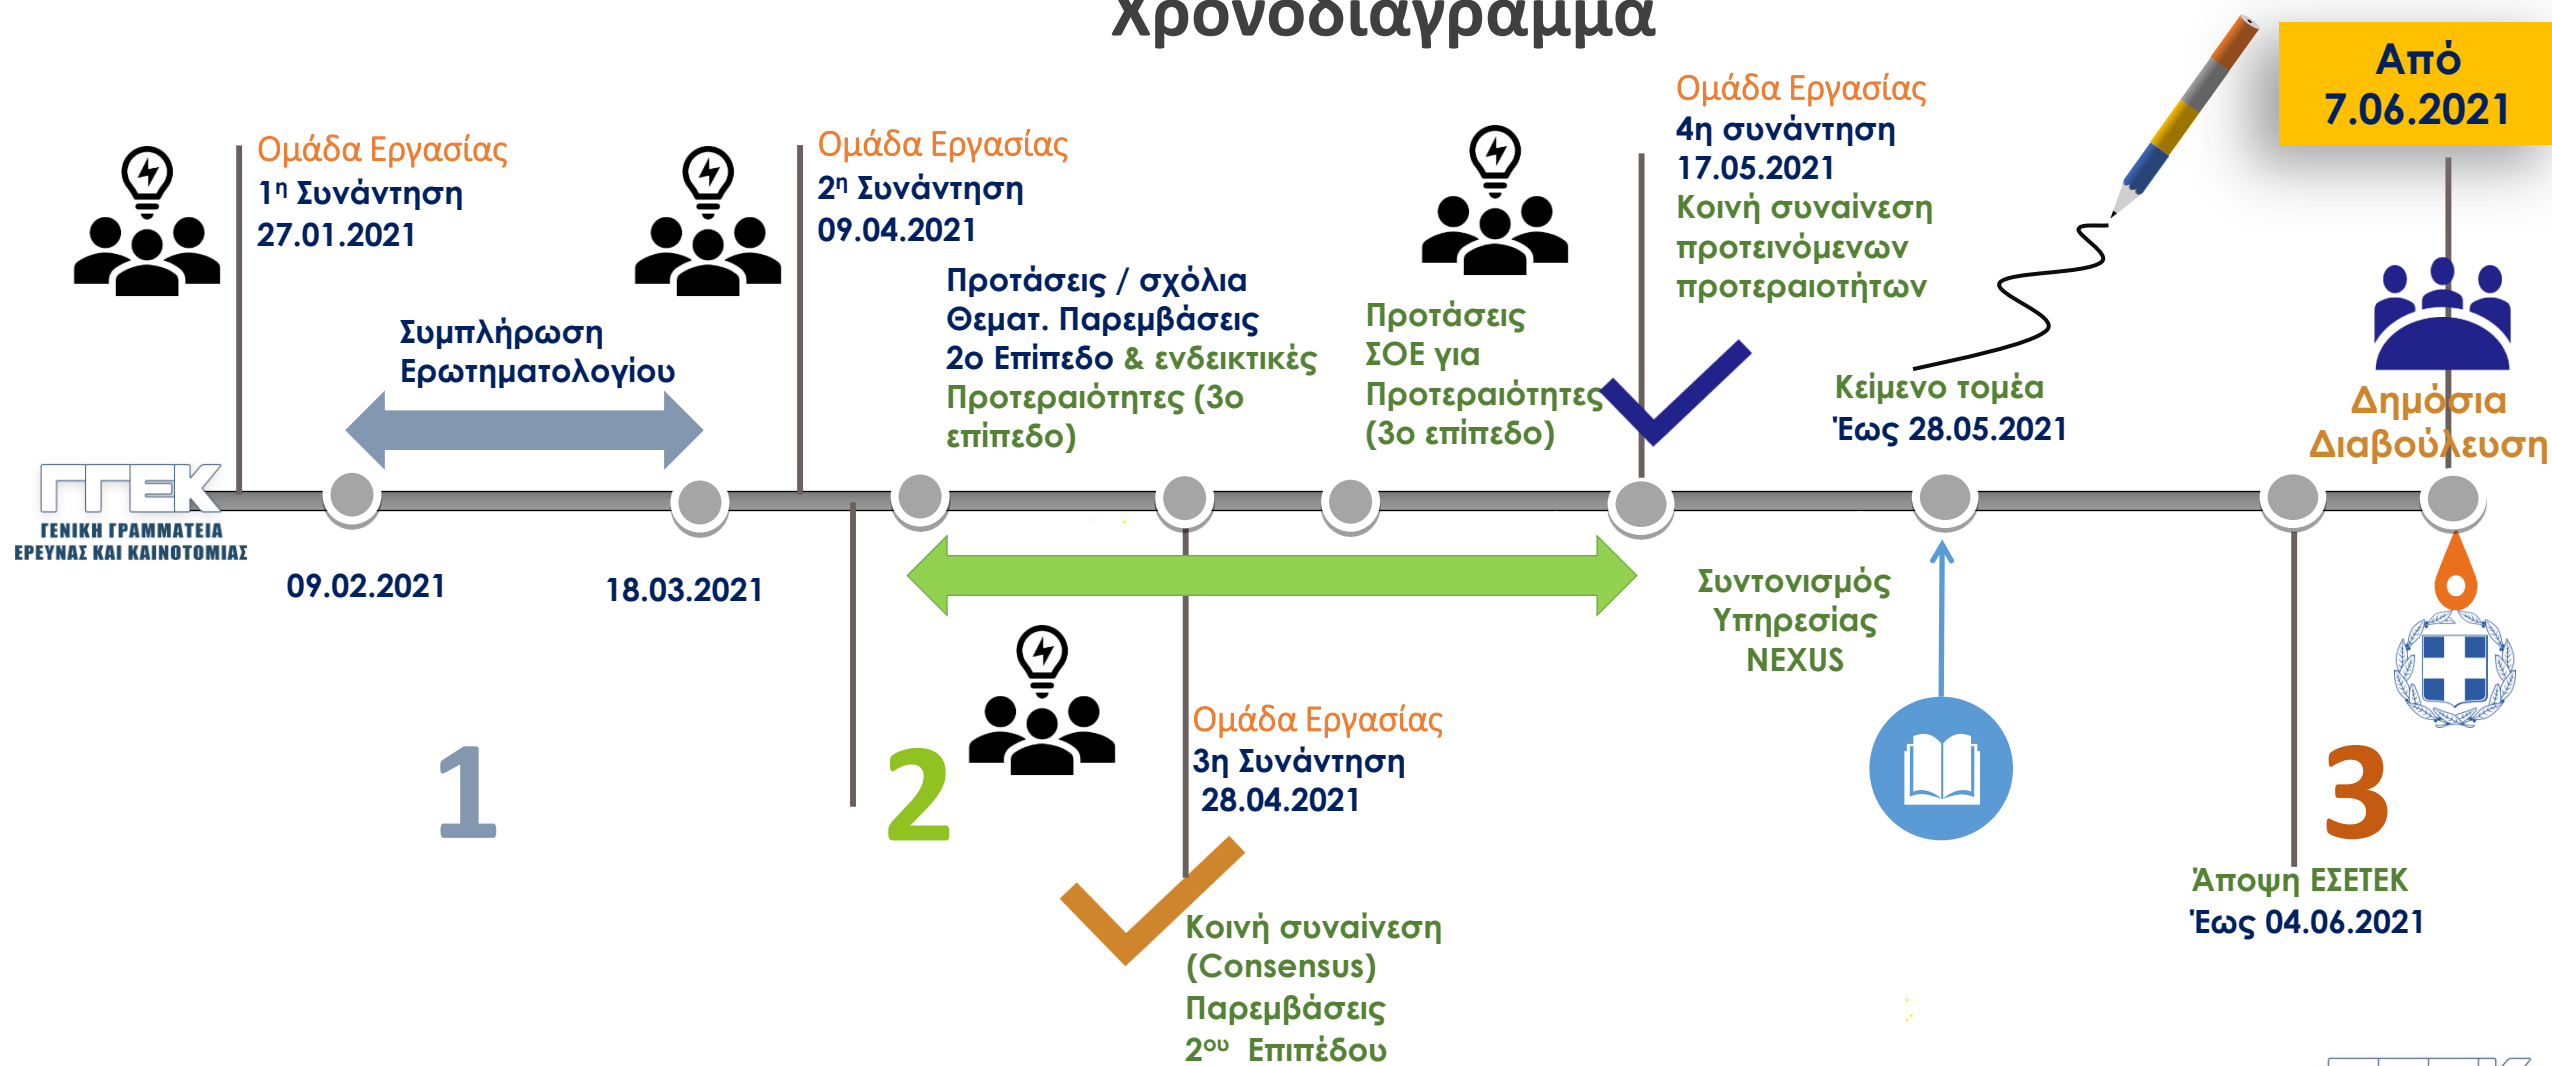 Χρονοδιάγραμμα
Από
7.06.2021
Ομάδα Εργασίας
1η Συνάντηση
27.01.2021
Ομάδα Εργασίας
2η Συνάντηση
09.04.2021
Ομάδα Εργασίας
4η συνάντηση
17.05.2021
Κοινή συναίνεση
προτεινόμενων
προτεραιοτήτων
Συμπλήρωση
Ερωτηματολογίου
Προτάσεις / σχόλια
Θεματ. Παρεμβάσεις
2ο Επίπεδο & ενδεικτικές
Προτεραιότητες (3ο
επίπεδο)
Προτάσεις
ΣΟΕ για
Προτεραιότητες
(3ο επίπεδο)
Κείμενο τομέα
Έως 28.05.2021
Δημόσια
Διαβούλευση
ΓΓΕΚ
ΓΕΝΙΚΗ ΓΡΑΜΜΑΤΕΙΑ
ΕΡΕΥΝΑΣ ΚΑΙ ΚΑΙΝΟΤΟΜΙΑΣ
09.02.2021
18.03.2021
Συντονισμός
Υπηρεσίας
NEXUS
1
2
Ομάδα Εργασίας
3η Συνάντηση
28.04.2021
3
Κοινή συναίνεση
(Consensus)
Παρεμβάσεις
2ου Επιπέδου
Άποψη ΕΣΕΤΕΚ
Έως 04.06.2021